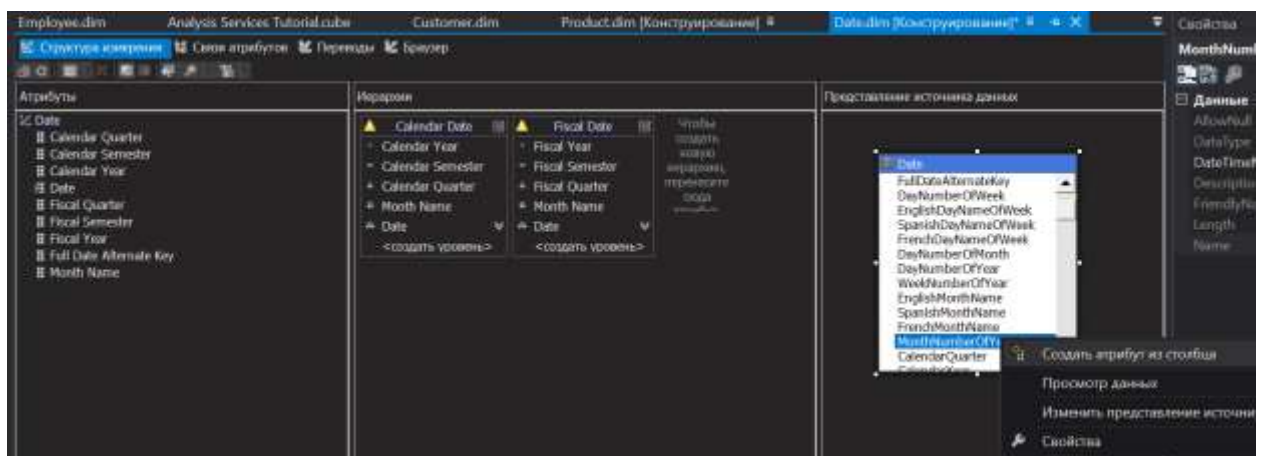 Employee.dim Analysis Services Tutorial.cube Customer.dim Product.dim [Конструирование] Date.dim [Конструирование]*
Свойства
Структура измерения Связи атрибутов Переводы Браузер
MonthNuml
Атрибуты
Иерархии
Представление источника данных
Данные
AllowNull
DataType
DateTimeM
Description
FriendlyNa
Length
Name
Date
Calendar Quarter
Calendar Semester
Calendar Year
Date
Fiscal Quarter
Fiscal Semester
Fiscal Year
Full Date Alternate Key
Month Name
Calendar Date
Calendar Year
Calendar Semester
Calendar Quarter
Month Name
Date
<создать уровень>
Fiscal Date
Fiscal Year
Fiscal Semester
Fiscal Quarter
Month Name
Date
<создать уровень>
Чтобы
создать
новую
иерархию,
перенесите
сюда
Date
FullDateAlternateKey
DayNumberOfWeek
EnglishDayNameOfWeek
SpanishDayNameOfWeek
FrenchDayNameOfWeek
DayNumberOfMonth
DayNumberOfYear
WeekNumberOfYear
EnglishMonthName
SpanishMonthName
FrenchMonthName
MonthNumberOfYe
CalendarQuarter
CalendarYear
Создать атрибут из столбца
Просмотр данных
Изменить представление источни
Свойства